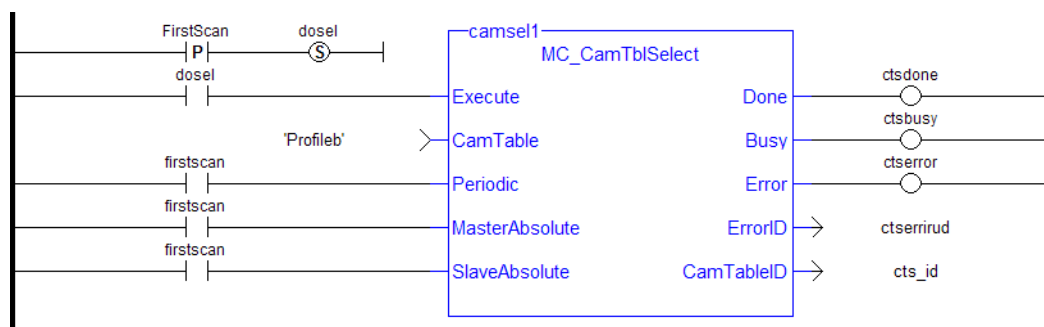 FirstScan dosel
P S
camsel1
MC_CamTblSelect
dosel
Execute Done ctsdone
'Profileb' CamTable Busy ctsbusy
firstscan
Periodic Error ctserror
firstscan
MasterAbsolute ErrorID ctserrirud
firstscan
SlaveAbsolute CamTableID cts_id